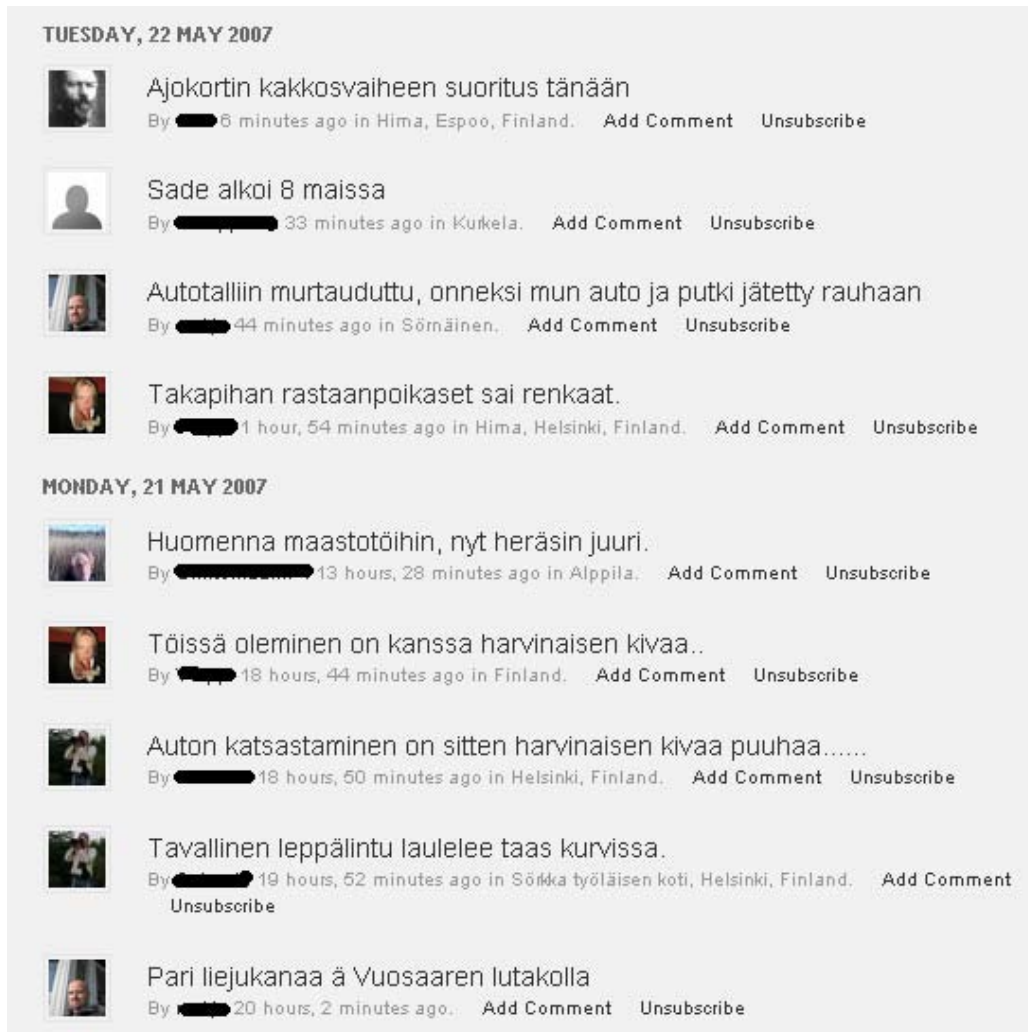 TUESDAY, 22 MAY 2007
Ajokortin kakkosvaiheen suoritus tänään
By 6 minutes ago in Hima, Espoo, Finland. Add Comment Unsubscribe
Sade alkoi 8 maissa
By 33 minutes ago in Kurkela. Add Comment Unsubscribe
Autotalliin murtauduttu, onneksi mun auto ja putki jätetty rauhaan
By 44 minutes ago in Sörnäinen. Add Comment Unsubscribe
Takapihan rastaanpoikaset sai renkaat.
By 1 hour, 54 minutes ago in Hima, Helsinki, Finland. Add Comment Unsubscribe
MONDAY, 21 MAY 2007
Huomenna maastotöihin, nyt heräsin juuri.
By 13 hours, 28 minutes ago in Alppila. Add Comment Unsubscribe
Töissä oleminen on kanssa harvinaisen kivaa..
By 18 hours, 44 minutes ago in Finland. Add Comment Unsubscribe
Auton katsastaminen on sitten harvinaisen kivaa puuhaa......
By 18 hours, 50 minutes ago in Helsinki, Finland. Add Comment Unsubscribe
Tavallinen leppälintu laulelee taas kurvissa.
By 19 hours, 52 minutes ago in Sörkka työläisen koti, Helsinki, Finland. Add Comment
Unsubscribe
Pari liejukanaa ä Vuosaaren lutakolla
By 20 hours, 2 minutes ago. Add Comment Unsubscribe